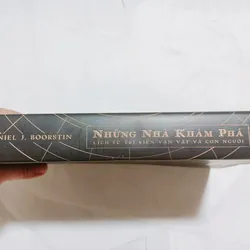 NIEL J. BOORSTIN
NHỮNG NHÀ KHÁM PHÁ
LỊCH SỬ TRI KIẾN VẠN VẬT VÀ CON NGƯỜI